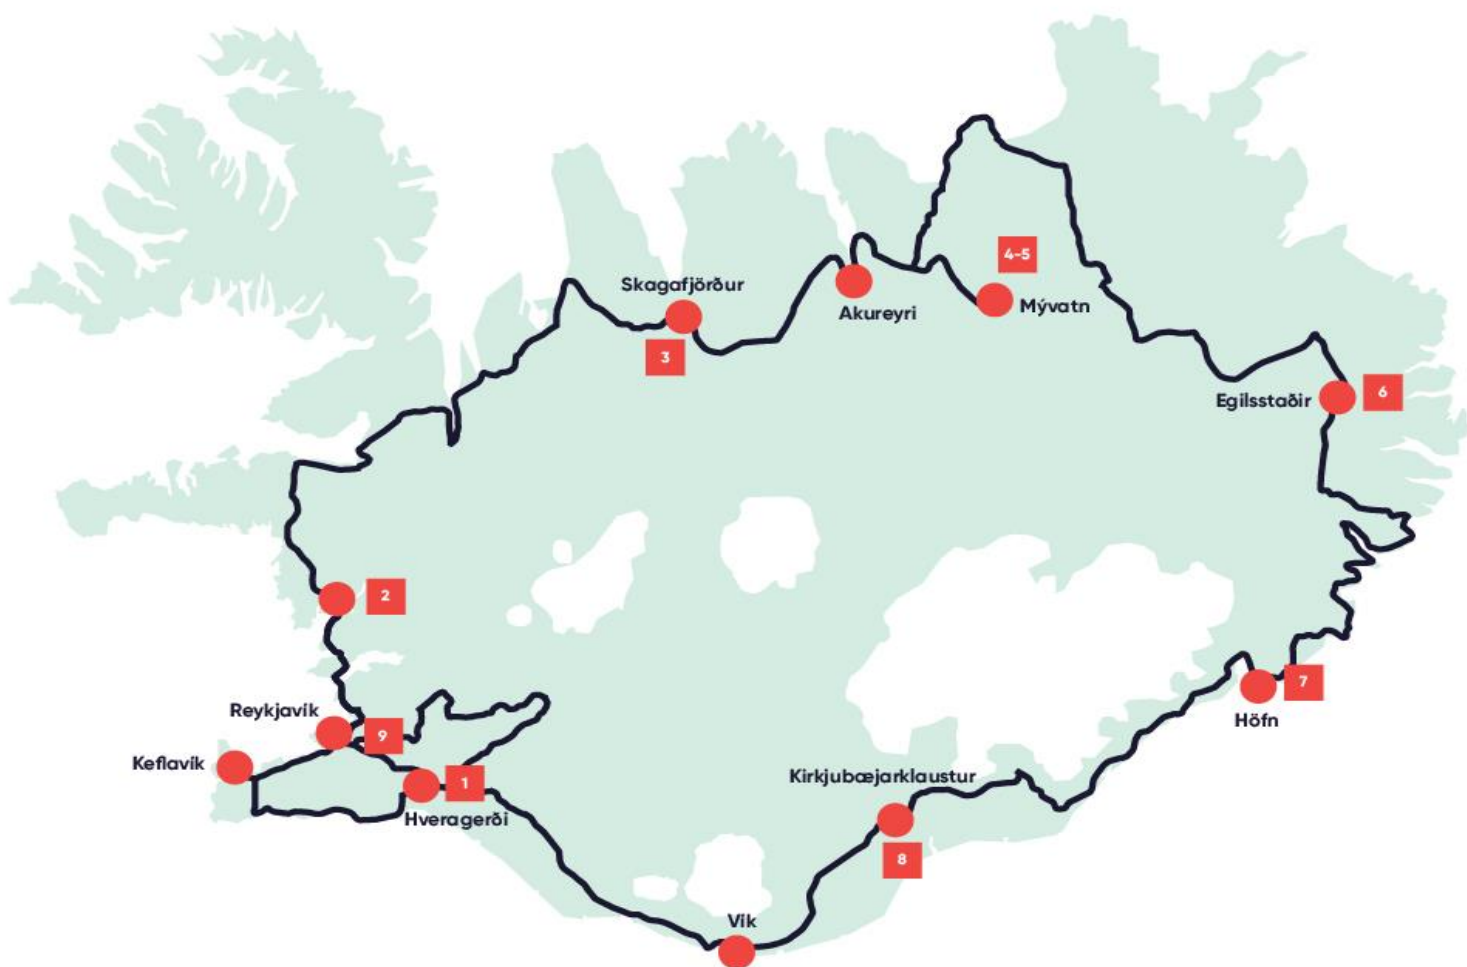 4-5
Skagafjörður
Akureyri
Mývatn
3
Egilsstaðir
6
2
Reykjavík
9
7
Höfn
Keflavík
1
Kirkjubæjarklaustur
Hveragerði
8
Vík